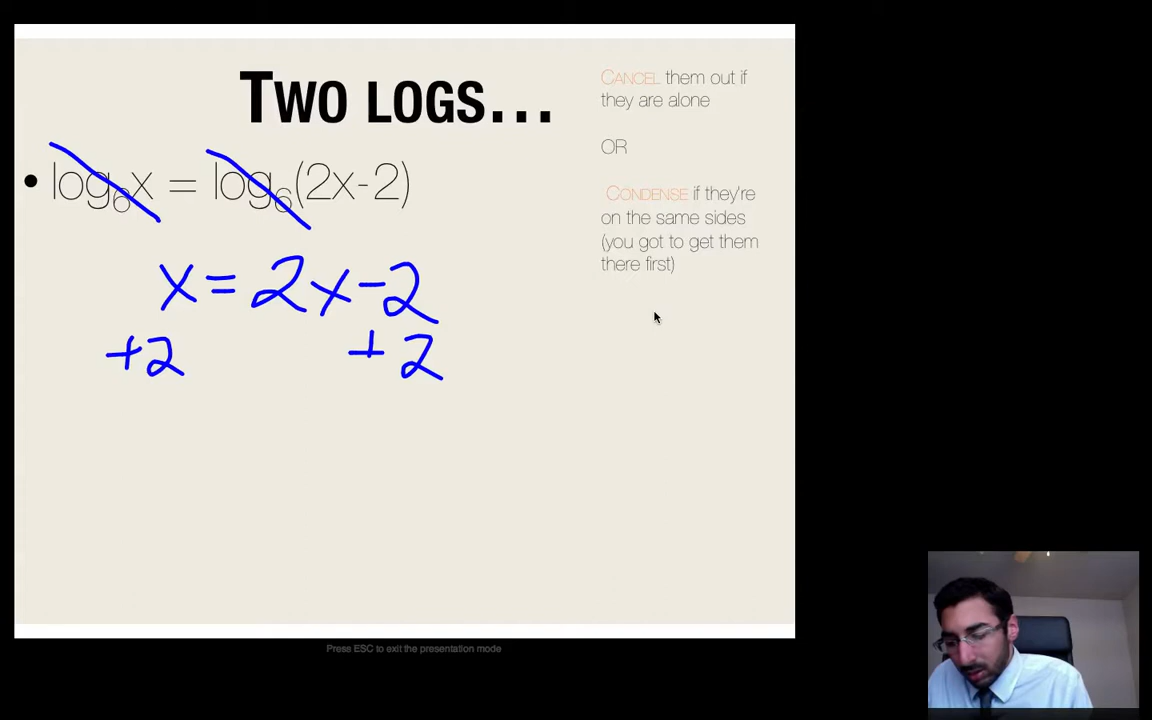 TWO LOGS...
• log₆x = log₆(2x-2)
x = 2x - 2
+2 +2
CANCEL them out if
they are alone
OR
CONDENSE if they're
on the same sides
(you got to get them
there first)
Press ESC to exit the presentation mode